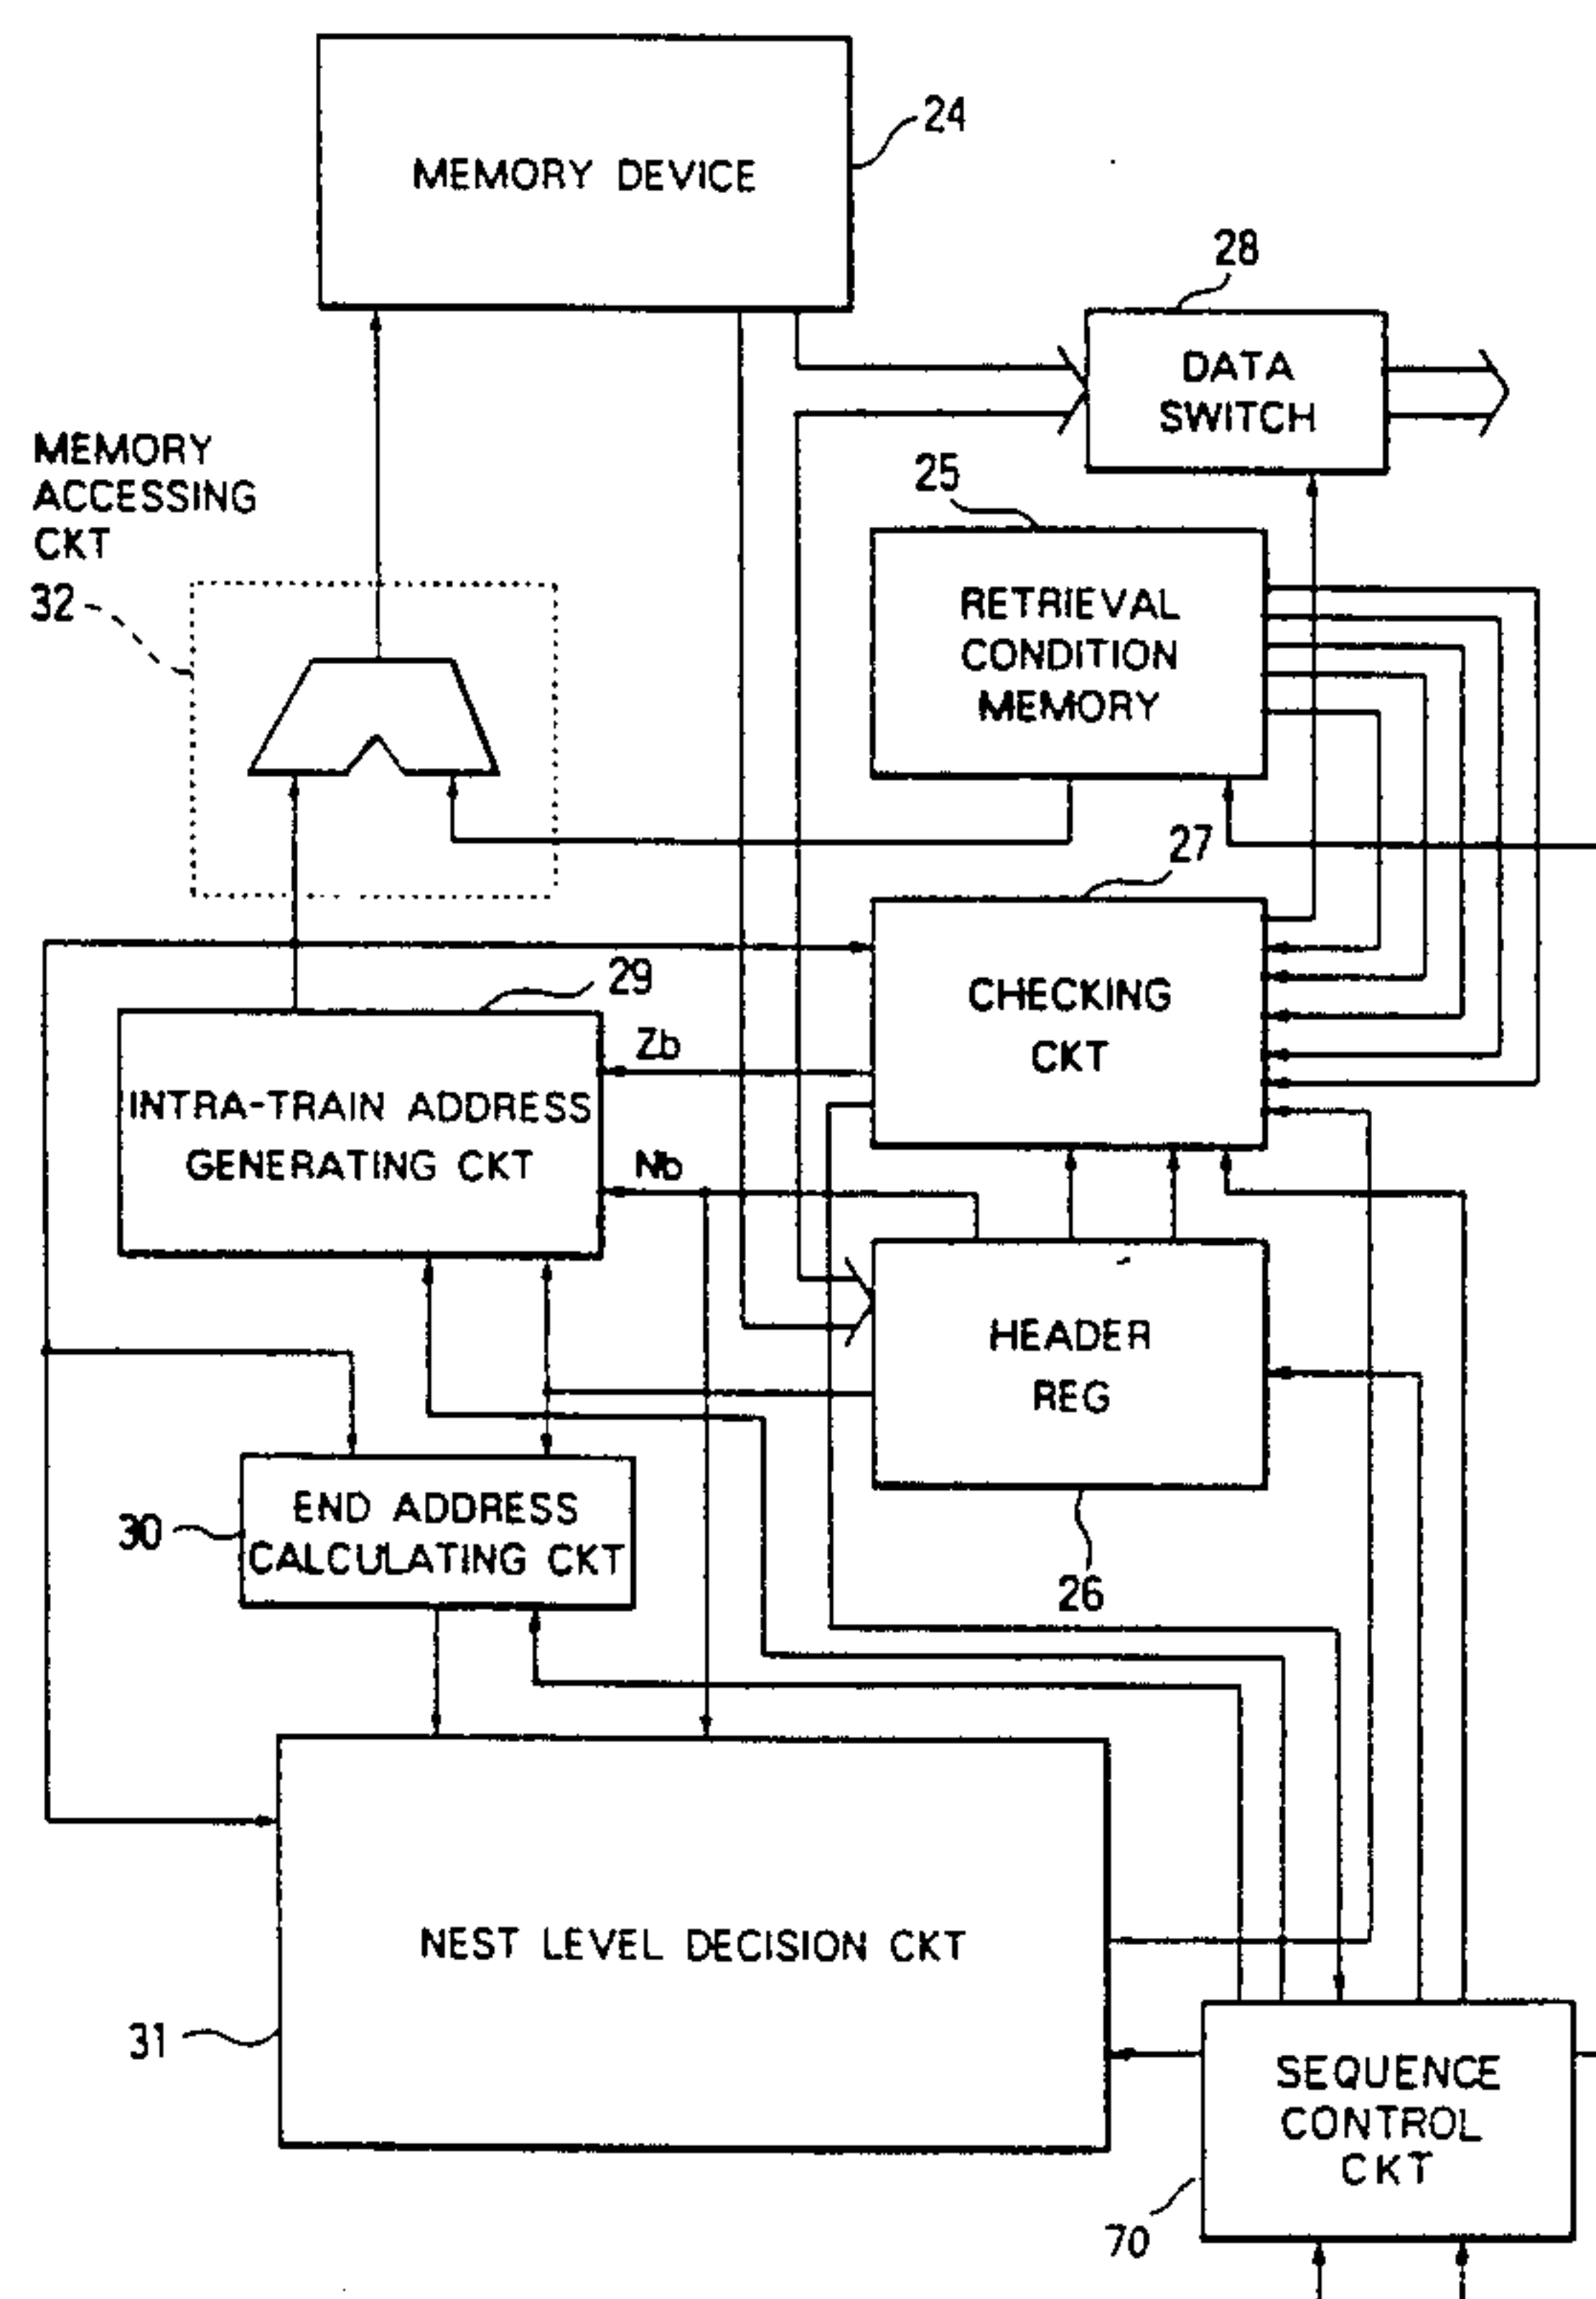 MEMORY DEVICE
24
28
DATA
SWITCH
MEMORY
ACCESSING
CKT
32
25
RETRIEVAL
CONDITION
MEMORY
27
CHECKING
CKT
29
Zb
INTRA-TRAIN ADDRESS
GENERATING CKT
Nb
HEADER
REG
26
30
END ADDRESS
CALCULATING CKT
NEST LEVEL DECISION CKT
31
SEQUENCE
CONTROL
CKT
70